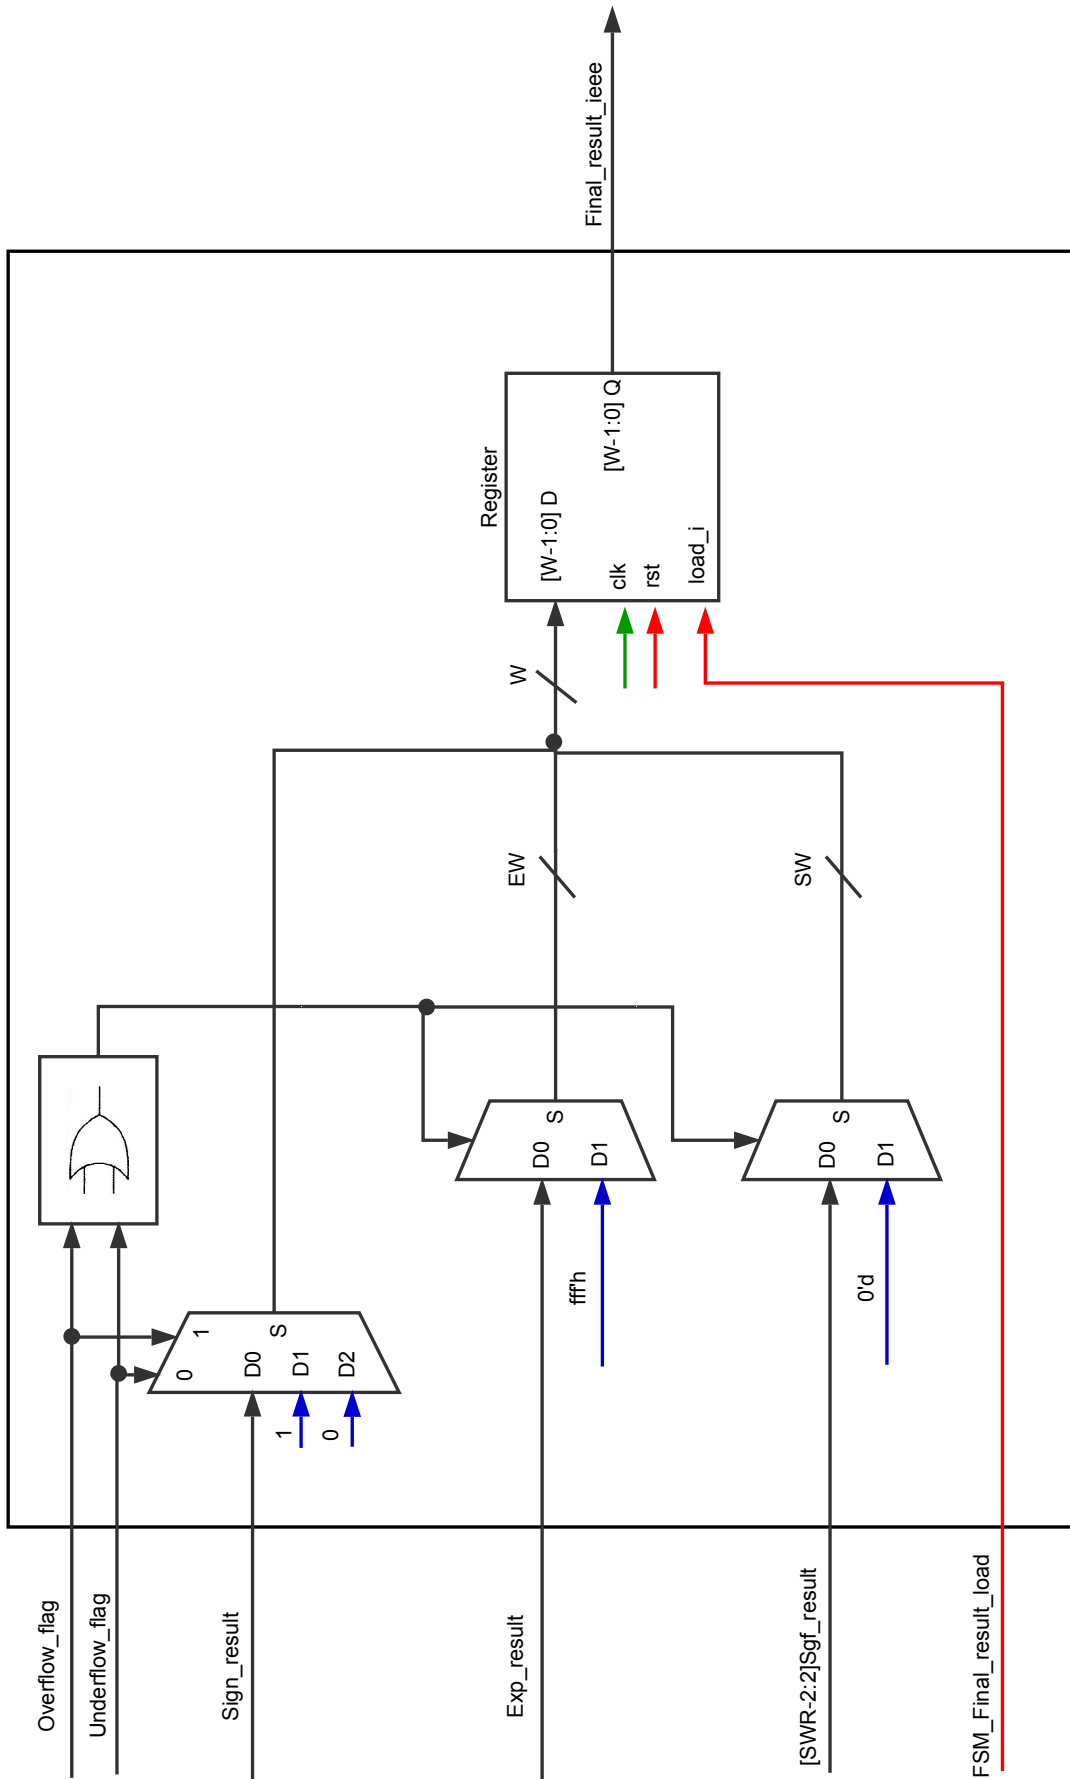 Overflow_flag
Underflow_flag
Sign_result
Exp_result
[SWR-2:2]Sgf_result
FSM_Final_result_load
0
1
S
D0
D1
D2
1
0
D0
D1
S
fff'h
D0
D1
S
0'd
EW
SW
W
Register
[W-1:0] D
[W-1:0] Q
clk
rst
load_i
Final_result_ieee